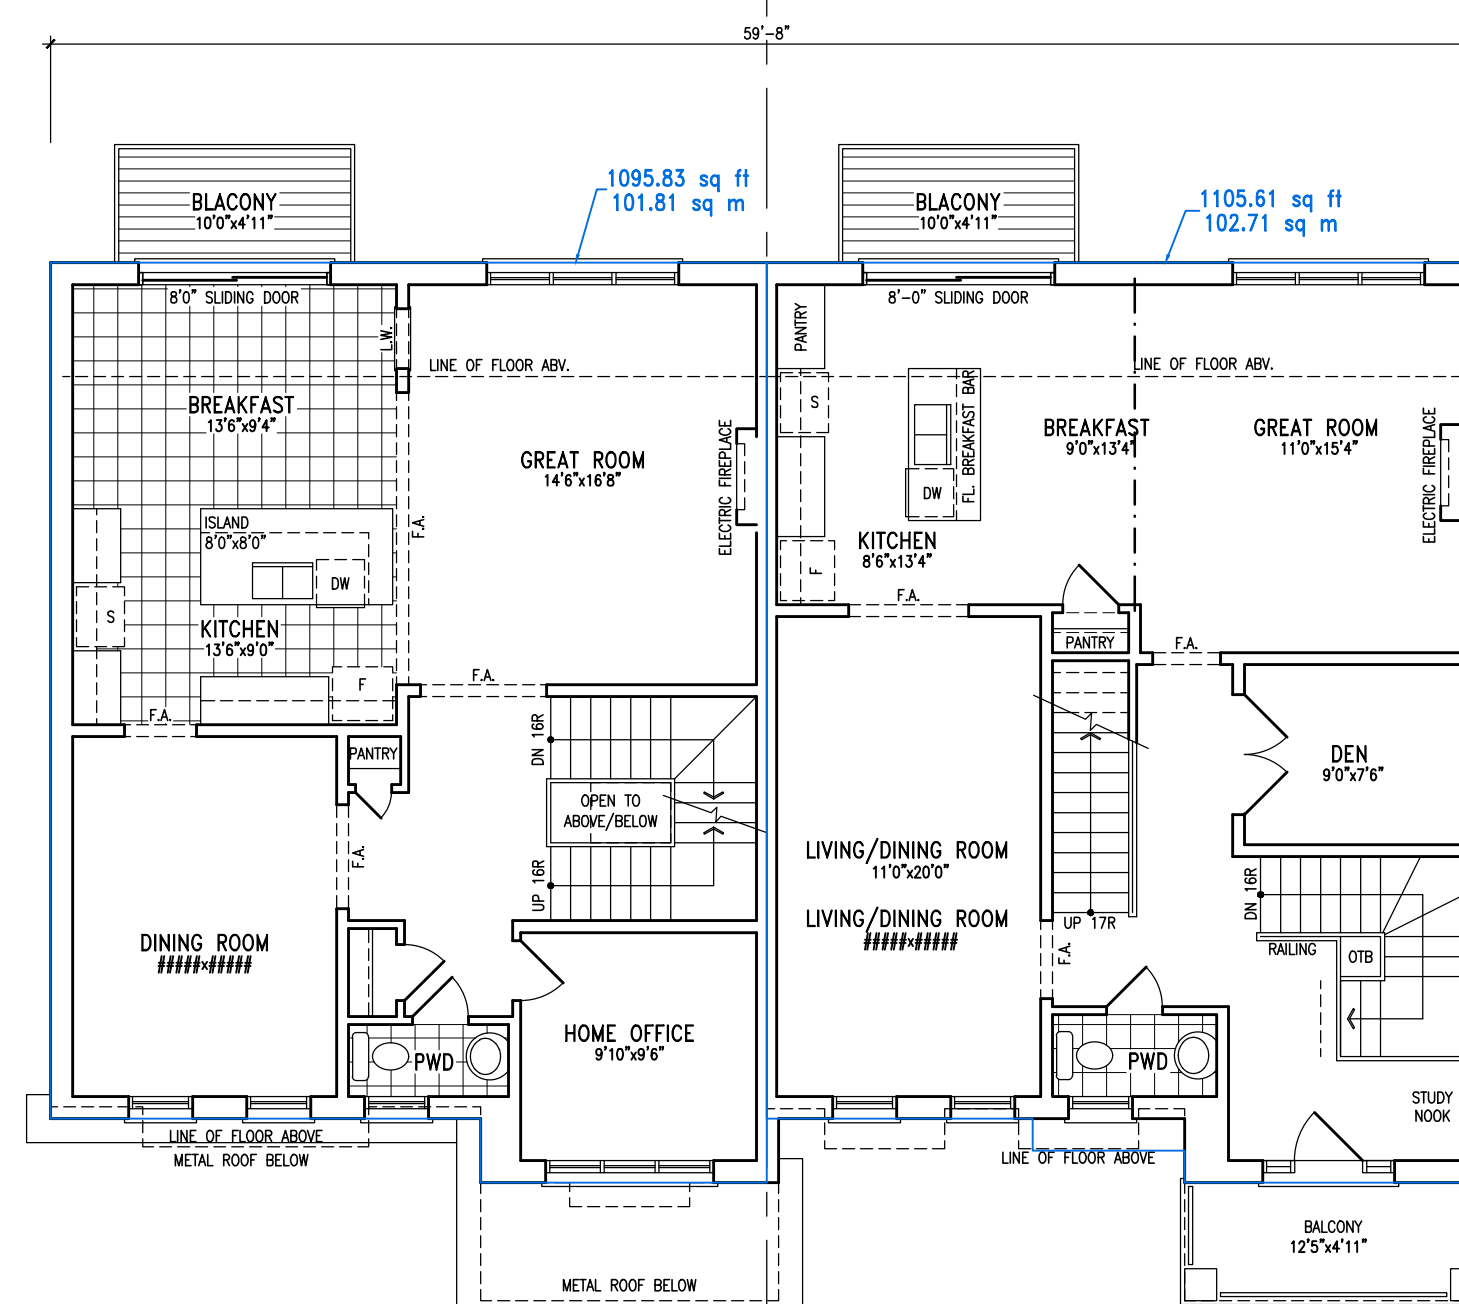 59'-8"
1095.83 sq ft
101.81 sq m
1105.61 sq ft
102.71 sq m
BLACONY
10'0"x4'11"
BLACONY
10'0"x4'11"
8'0" SLIDING DOOR
8'-0" SLIDING DOOR
L.W.
PANTRY
LINE OF FLOOR ABV.
LINE OF FLOOR ABV.
BREAKFAST
13'6"x9'4"
GREAT ROOM
14'6"x16'8"
ELECTRIC FIREPLACE
S
FL. BREAKFAST BAR
DW
BREAKFAST
9'0"x13'4"
GREAT ROOM
11'0"x15'4"
ELECTRIC FIREPLACE
ISLAND
8'0"x8'0"
F.A.
DW
KITCHEN
8'6"x13'4"
F
F.A.
S
KITCHEN
13'6"x9'0"
PANTRY
F.A.
F
F.A.
F.A.
PANTRY
DN 16R
OPEN TO
ABOVE/BELOW
UP 16R
F.A.
DEN
9'0"x7'6"
LIVING/DINING ROOM
11'0"x20'0"
LIVING/DINING ROOM
#####x#####
UP 17R
F.A.
DN 16R
RAILING
OTB
DINING ROOM
#####x#####
HOME OFFICE
9'10"x9'6"
PWD
PWD
STUDY
NOOK
LINE OF FLOOR ABOVE
METAL ROOF BELOW
LINE OF FLOOR ABOVE
BALCONY
12'5"x4'11"
METAL ROOF BELOW